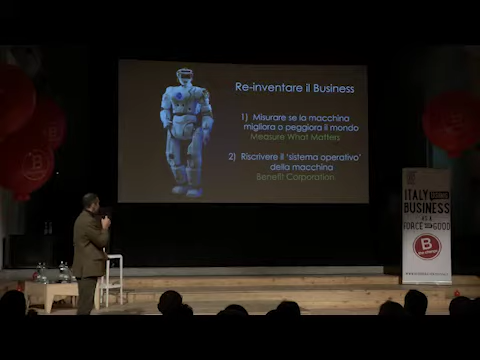 Re-inventare il Business
1) Misurare se la macchina
migliora o peggiora il mondo
Measure What Matters
2) Riscrivere il 'sistema operativo'
della macchina
Benefit Corporation
ITALY
BUSINESS
AS A
FORCE GOOD
B